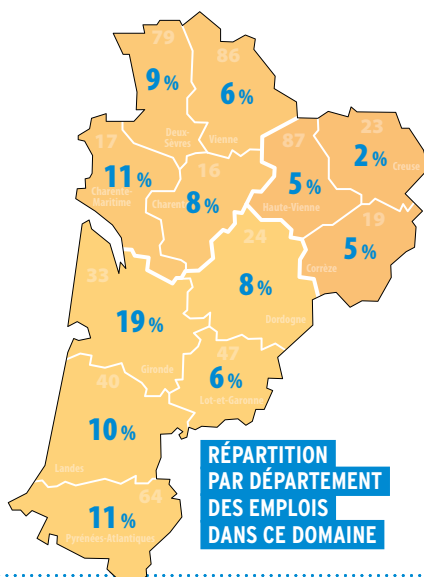 79
9 %
Deux-
Sèvres
86
6 %
Vienne
17
11 %
Charente-
Maritime
16
8 %
Charente
87
5 %
Haute-Vienne
23
2 %
Creuse
19
5 %
Corrèze
24
8 %
Dordogne
33
19 %
Gironde
47
6 %
Lot-et-Garonne
40
10 %
Landes
64
11 %
Pyrénées-Atlantiques
RÉPARTITION
PAR DÉPARTEMENT
DES EMPLOIS
DANS CE DOMAINE